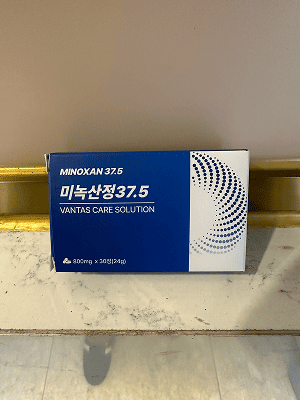 MINOXAN 37.5
미녹산정37.5
VANTAS CARE SOLUTION
800mg x 30정(24g)